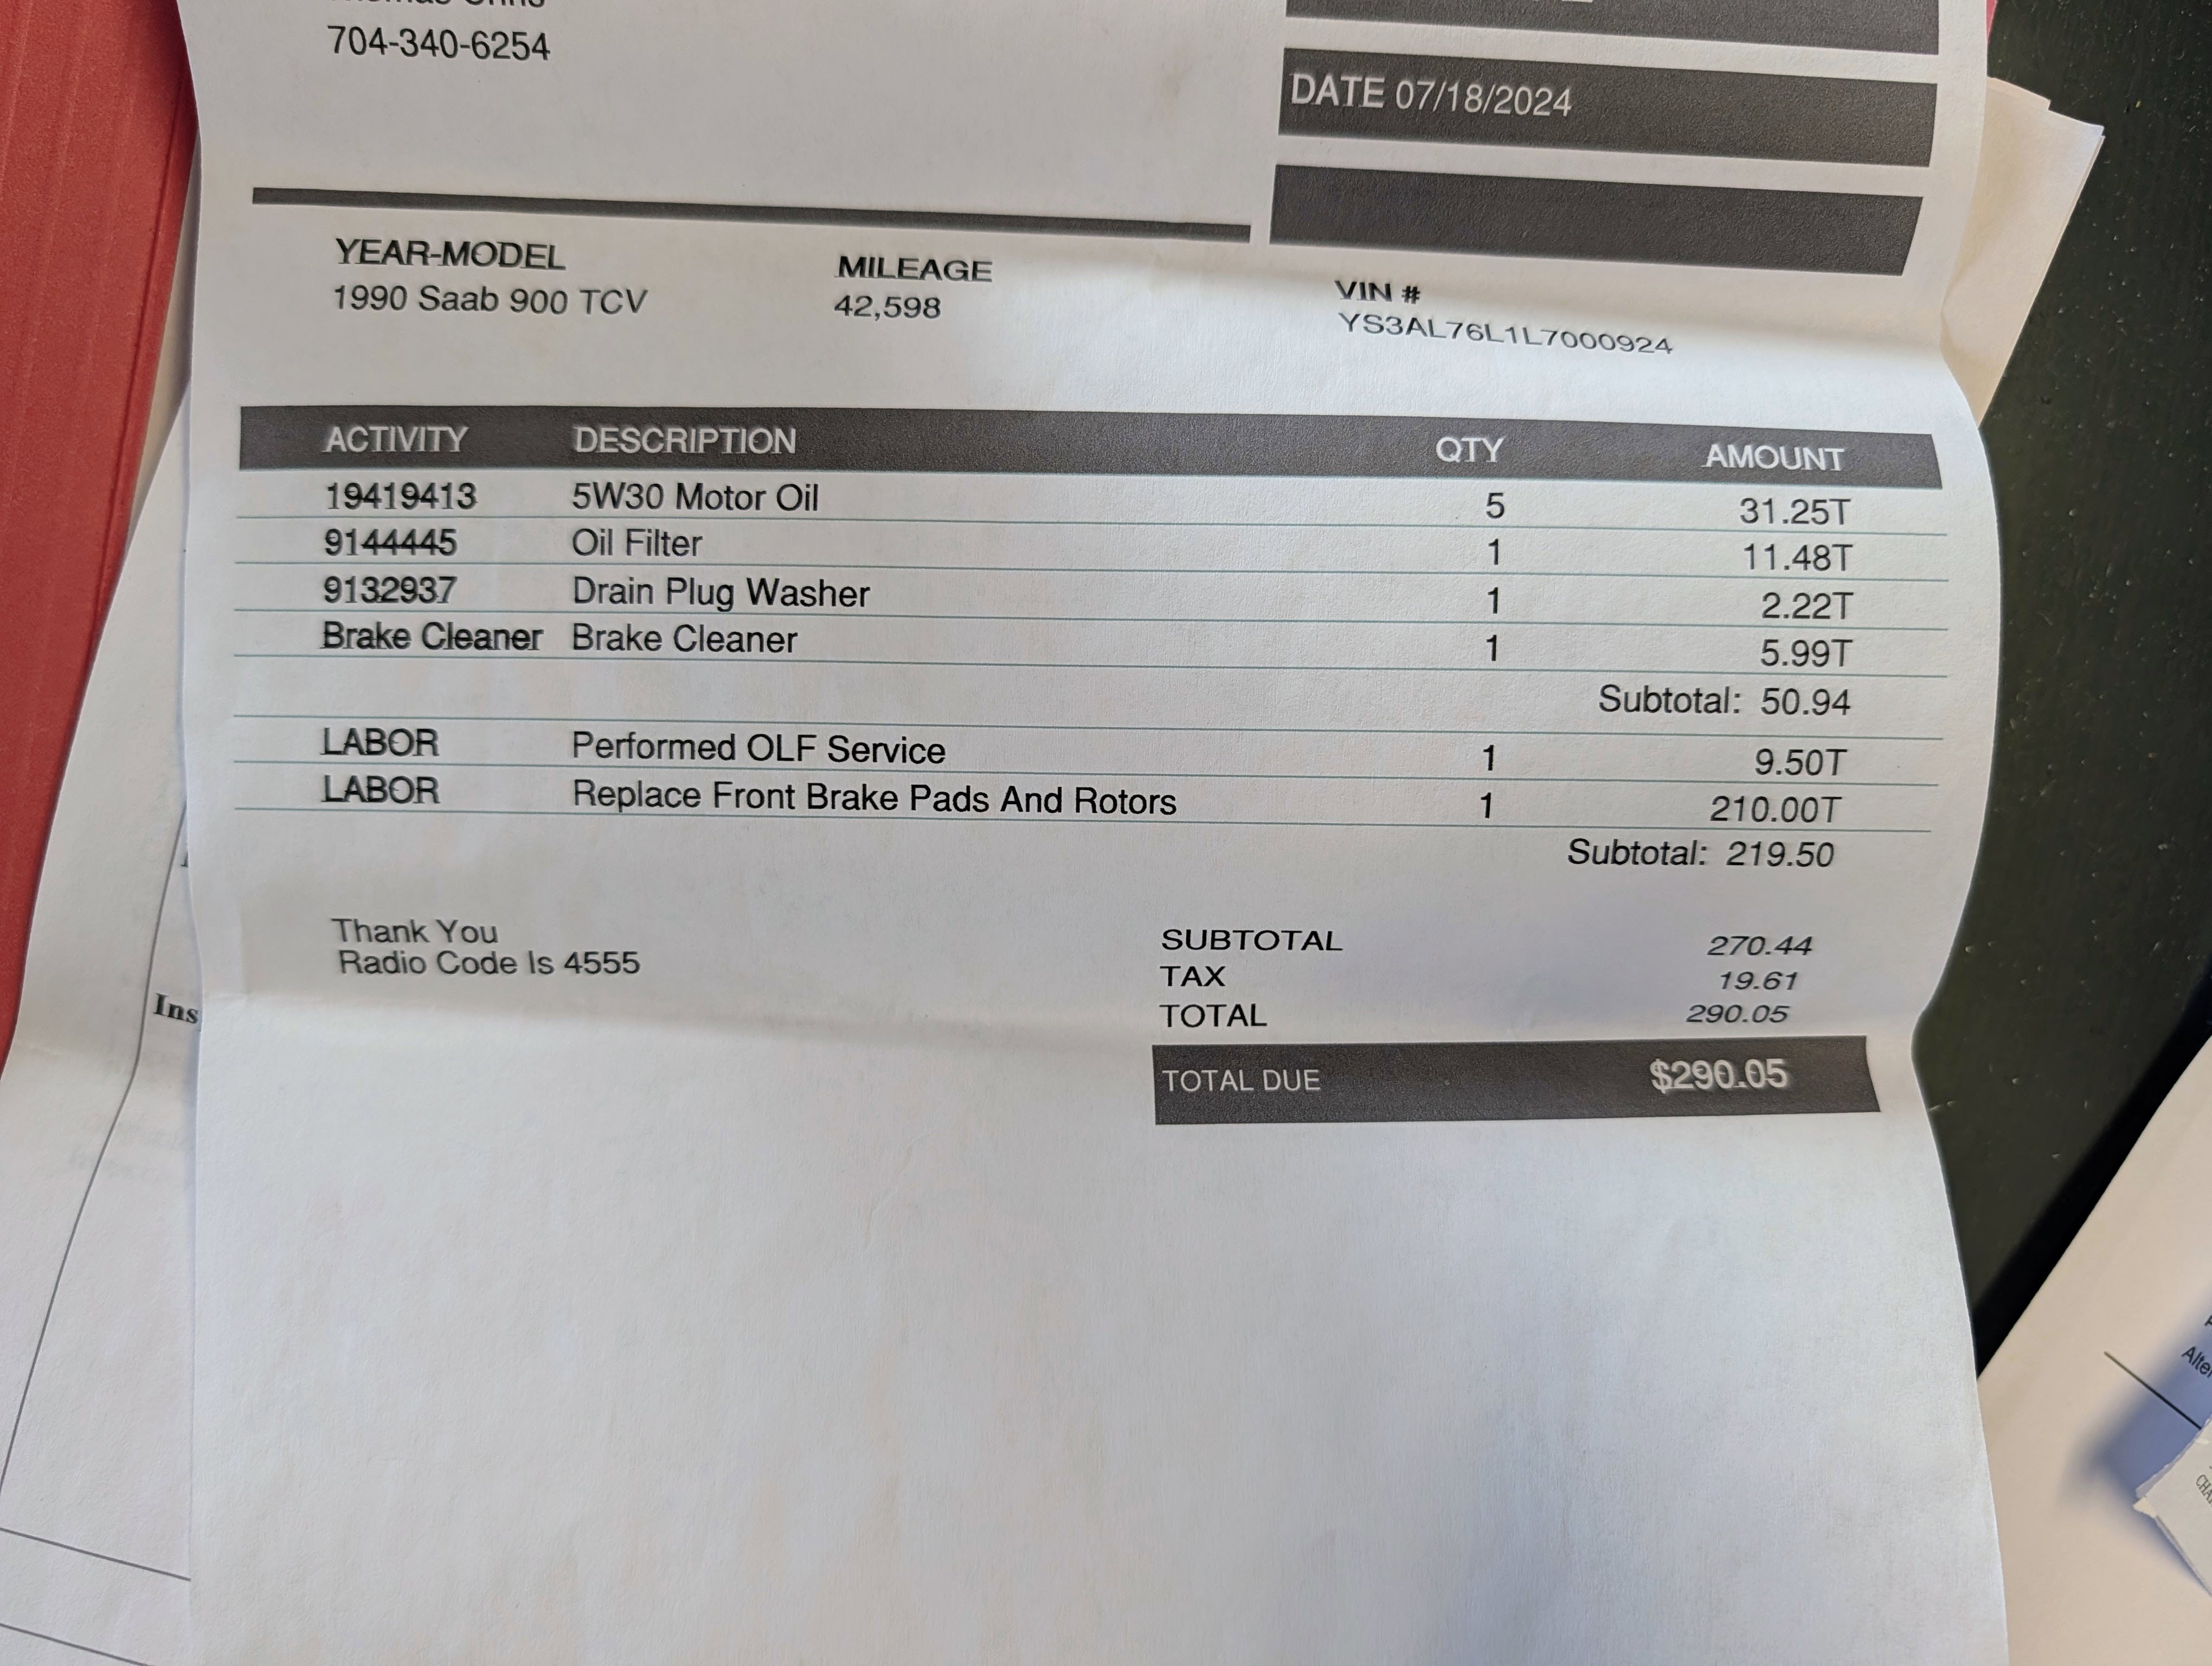 704-340-6254
DATE 07/18/2024
YEAR-MODEL
1990 Saab 900 TCV
MILEAGE
42,598
VIN #
YS3AL76L1L7000924
ACTIVITY DESCRIPTION QTY AMOUNT
19419413 5W30 Motor Oil 5 31.25T
9144445 Oil Filter 1 11.48T
9132937 Drain Plug Washer 1 2.22T
Brake Cleaner Brake Cleaner 1 5.99T
Subtotal: 50.94
LABOR Performed OLF Service 1 9.50T
LABOR Replace Front Brake Pads And Rotors 1 210.00T
Subtotal: 219.50
Thank You
Radio Code Is 4555
SUBTOTAL 270.44
TAX 19.61
TOTAL 290.05
TOTAL DUE $290.05
Ins